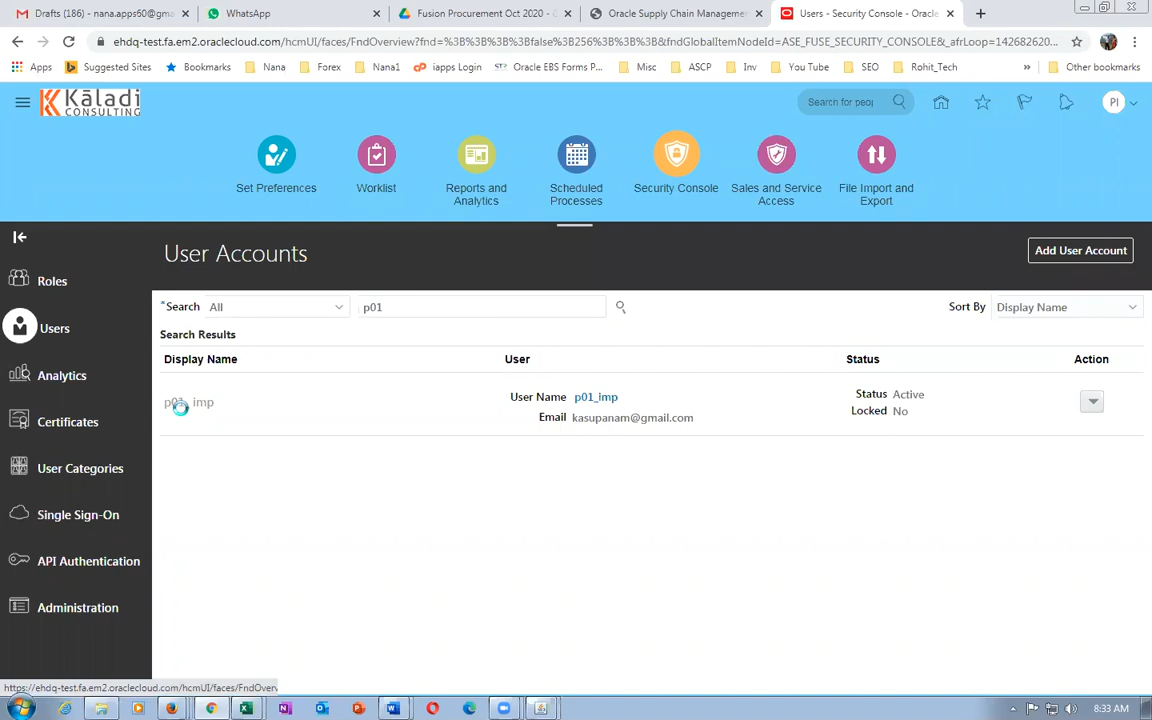 Drafts (186) - nana.apps60@gma
WhatsApp
Fusion Procurement Oct 2020 -
Oracle Supply Chain Manageme
Users - Security Console - Oracle
ehdq-test.fa.em2.oraclecloud.com/hcmUI/faces/FndOverview?fnd=%3B%3B%3B%3Bfalse%3B256%3B%3B%3B&fndGlobalItemNodeId=ASE_FUSE_SECURITY_CONSOLE&_afrLoop=142682620...
Apps
Suggested Sites
Bookmarks
Nana
Forex
Nana1
iapps Login
Oracle EBS Forms P...
Misc
ASCP
Inv
You Tube
SEO
Rohit_Tech
»
Other bookmarks
Kāladi
CONSULTING
Search for peop
PI
Set Preferences
Worklist
Reports and
Analytics
Scheduled
Processes
Security Console
Sales and Service
Access
File Import and
Export
User Accounts
Add User Account
Roles
Users
Analytics
Certificates
User Categories
Single Sign-On
API Authentication
Administration
*Search All p01
Sort By Display Name
Search Results
Display Name User Status Action
p01_imp
User Name p01_imp
Email kasupanam@gmail.com
Status Active
Locked No
https://ehdq-test.fa.em2.oraclecloud.com/hcmUI/faces/FndOverv
8:33 AM